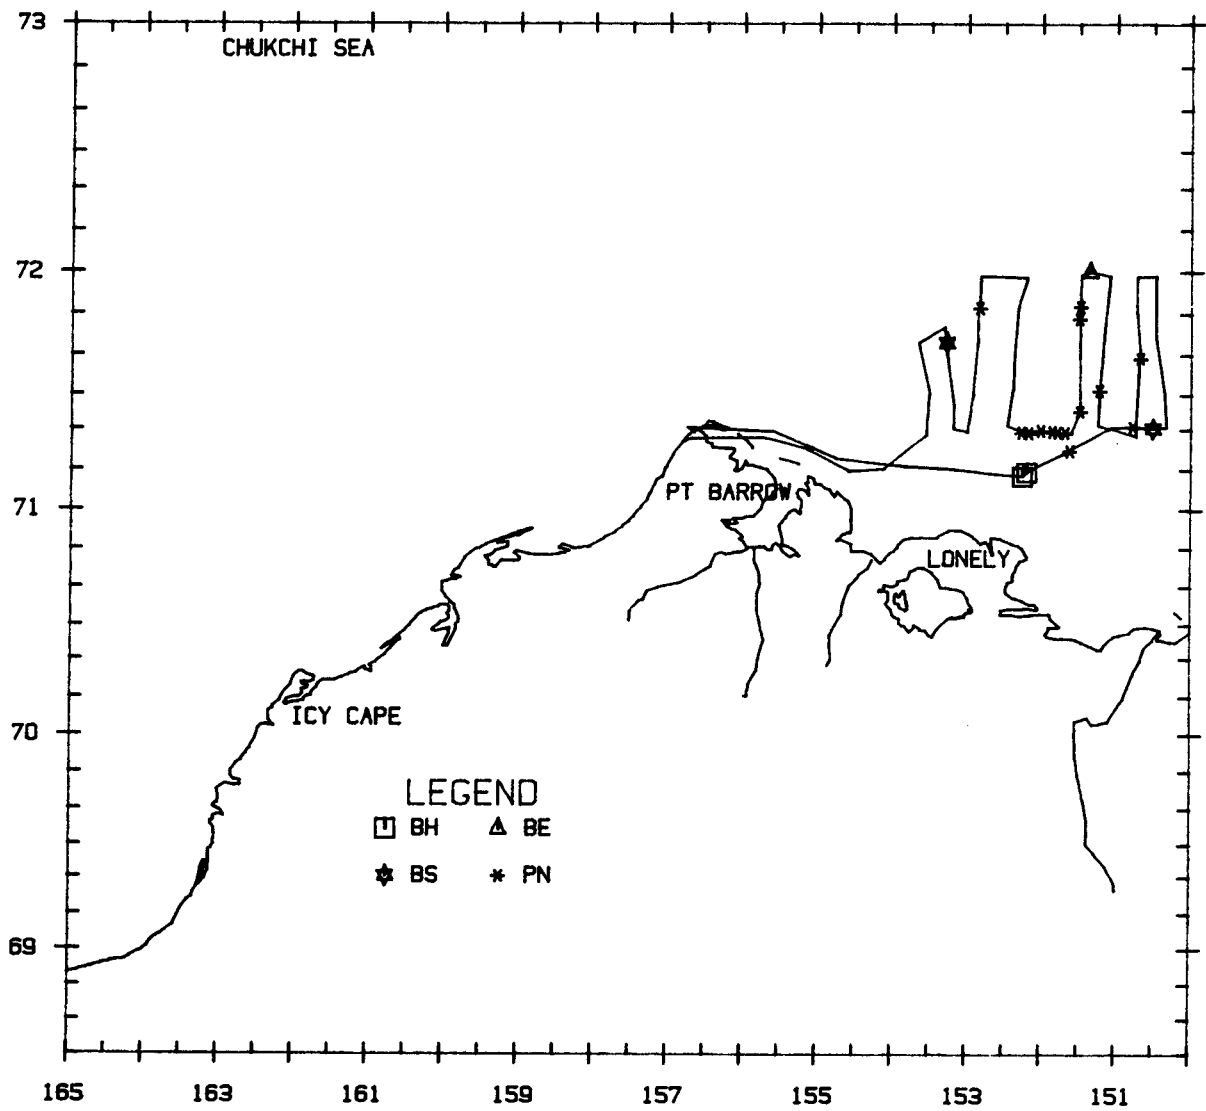 73
CHUKCHI SEA
72
71
PT BARROW
LONELY
ICY CAPE
70
LEGEND
BH BE
BS PN
69
165 163 161 159 157 155 153 151